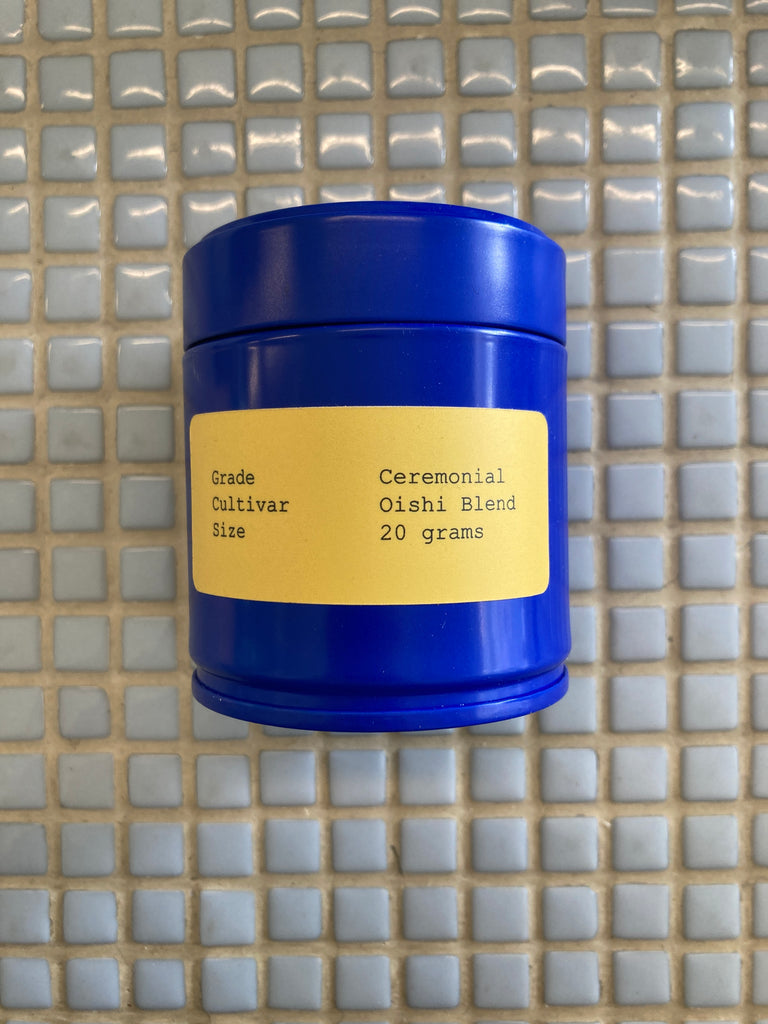 Grade Ceremonial
Cultivar Oishi Blend
Size 20 grams